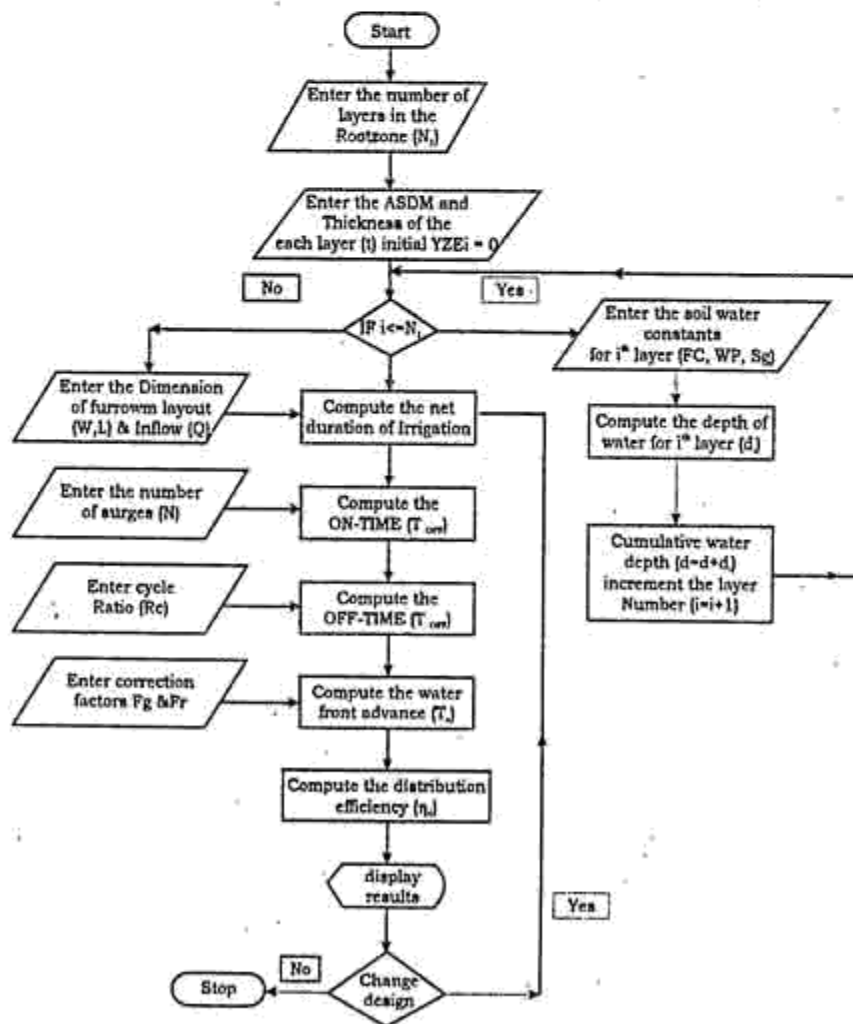 Start
Enter the number of
layers in the
Rootzone (N,)
Enter the ASDM and
Thickness of the
each layer (t) initial YZEi = 0
No
Yes
IF i<=N,
Enter the soil water
constants
for iᵗʰ layer (FC, WP, Sg)
Enter the Dimension
of furrowm layout
(W,L) & Inflow (Q)
Compute the net
duration of Irrigation
Compute the depth of
water for iᵗʰ layer (d,)
Enter the number
of surges (N)
Compute the
ON-TIME (T OFF)
Cumulative water
depth (d=d+d,)
increment the layer
Number (i=i+1)
Enter cycle
Ratio (Rc)
Compute the
OFF-TIME (T OFF)
Enter correction
factors Fg &Fr
Compute the water
front advance (T,)
Compute the distribution
efficiency (η,)
display
results
Yes
No
Change
design
Stop